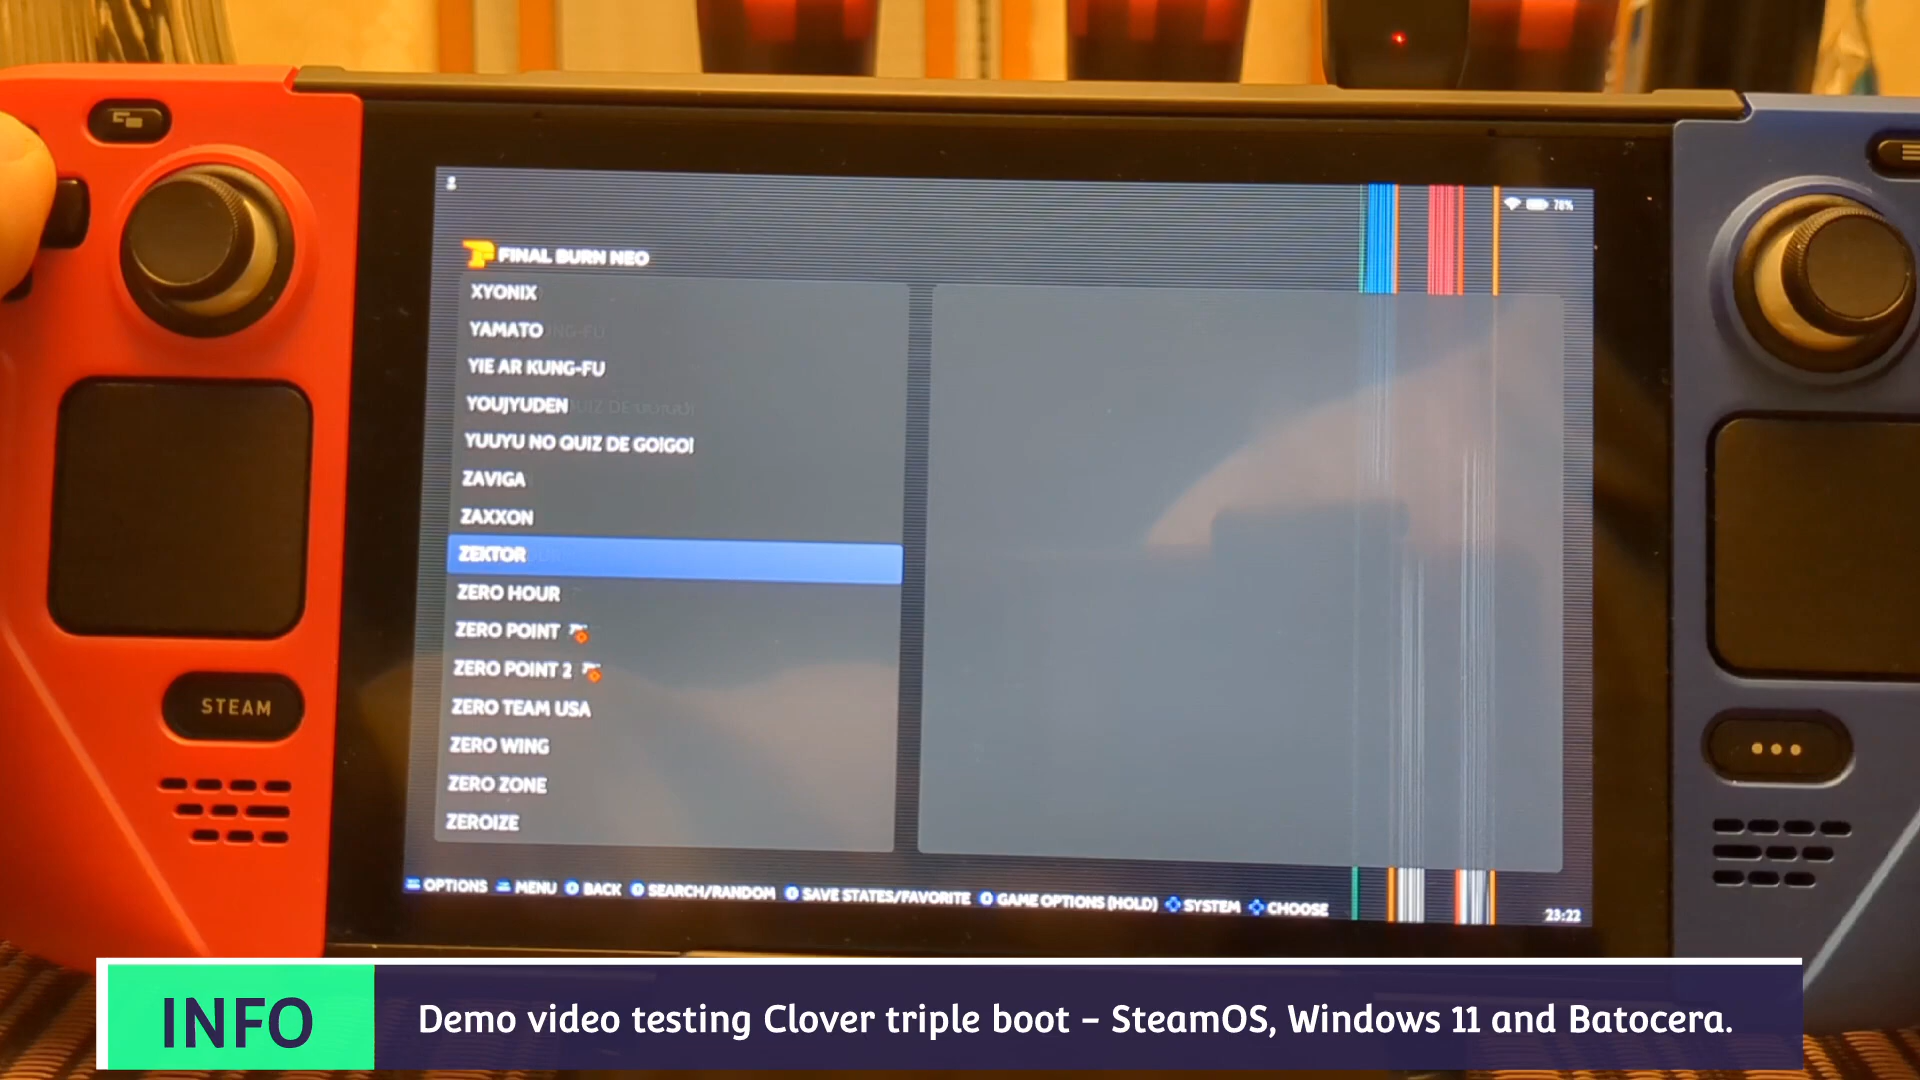 78%
FINAL BURN NEO
XYONIX
YAMATO
YIE AR KUNG-FU
YOUJYUDEN
YUUYU NO QUIZ DE GO!GO!
ZAVIGA
ZAXXON
ZEKTOR
ZERO HOUR
ZERO POINT
ZERO POINT 2
ZERO TEAM USA
ZERO WING
ZERO ZONE
ZEROIZE
STEAM
OPTIONS MENU BACK SEARCH/RANDOM SAVE STATES/FAVORITE GAME OPTIONS (HOLD) SYSTEM CHOOSE
23:22
INFO
Demo video testing Clover triple boot – SteamOS, Windows 11 and Batocera.